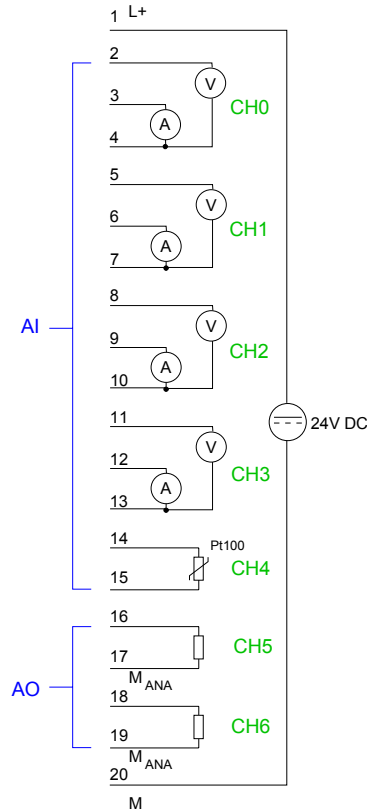 1 L+
2
V
3
CH0
A
4
5
V
6
CH1
A
7
8
V
AI
CH2
9
A
10
11
24V DC
V
12
CH3
A
13
14
Pt100
CH4
15
16
CH5
17
M ANA
AO
18
CH6
19
M ANA
20
M